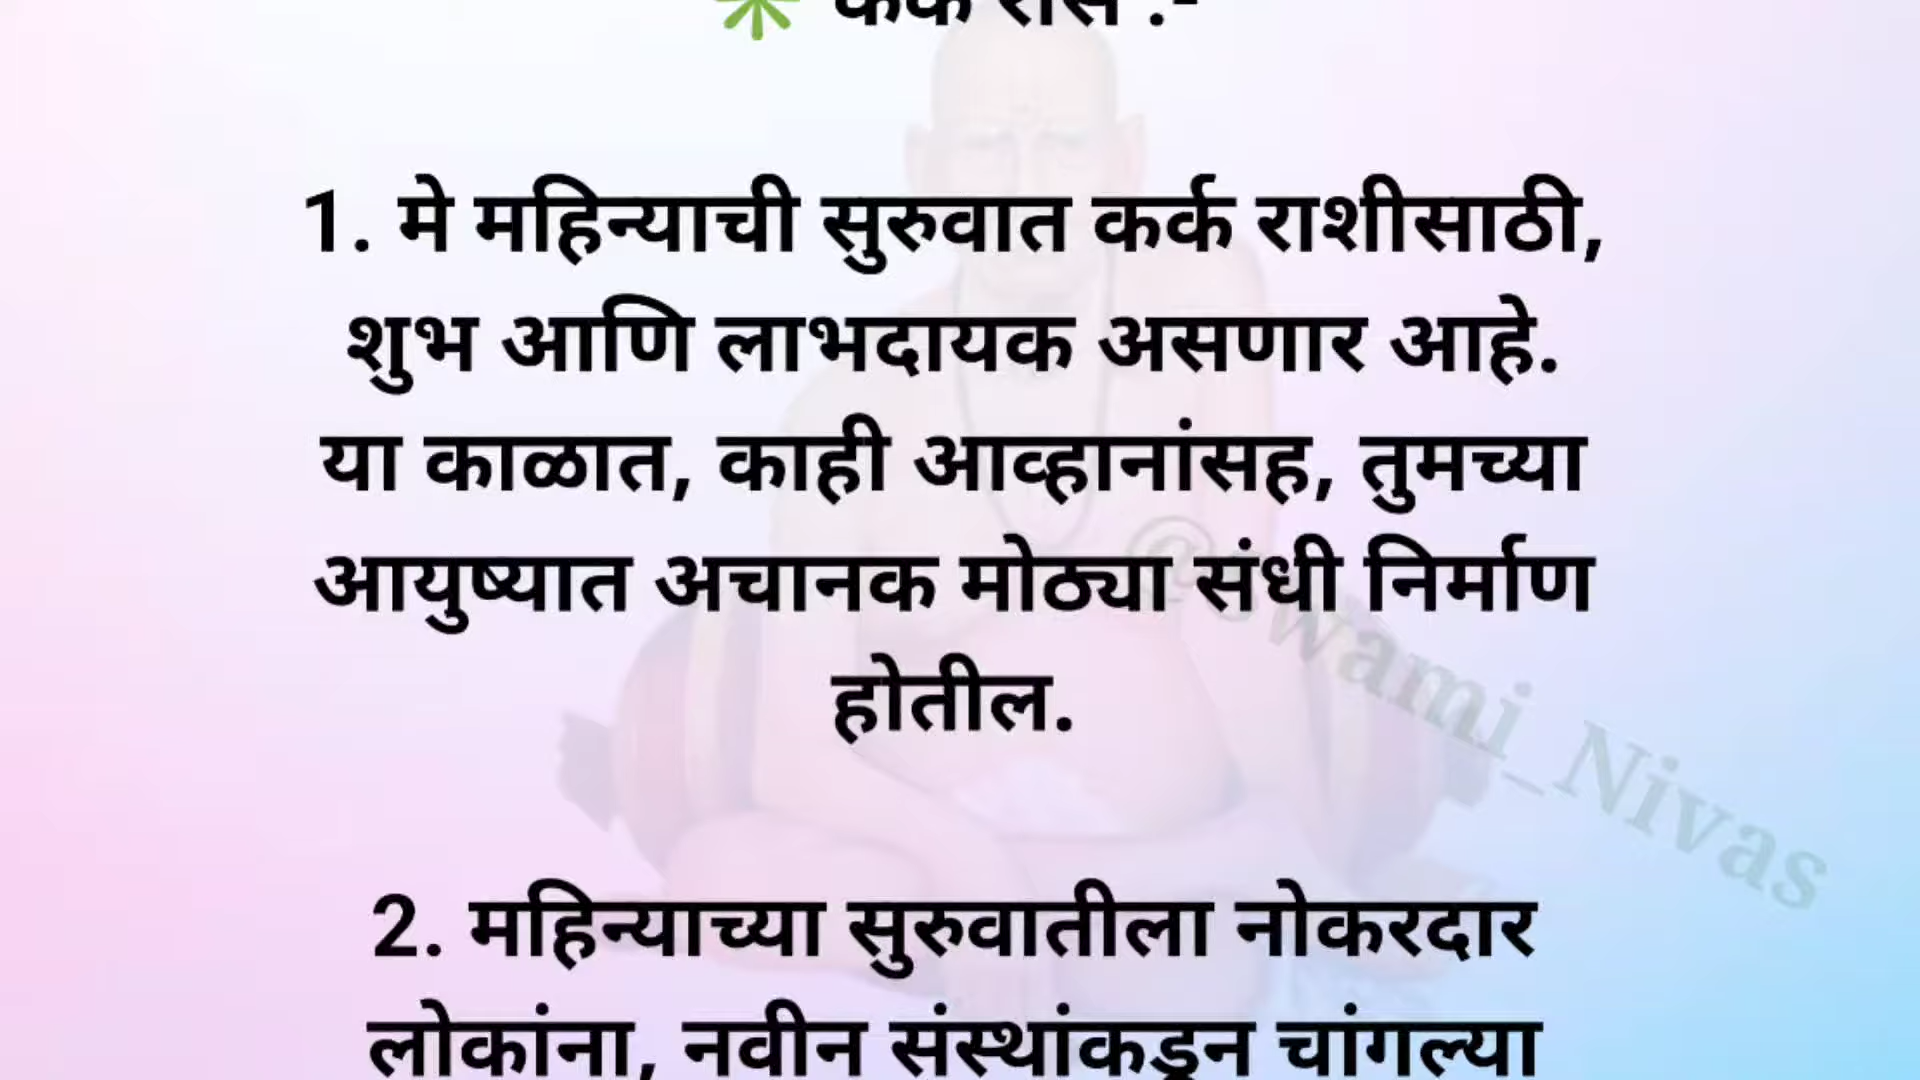 ✳️ कर्क रास :-
1. मे महिन्याची सुरुवात कर्क राशीसाठी,
शुभ आणि लाभदायक असणार आहे.
या काळात, काही आव्हानांसह, तुमच्या
आयुष्यात अचानक मोठ्या संधी निर्माण
होतील.
@Swami_Nivas
2. महिन्याच्या सुरुवातीला नोकरदार
लोकांना, नवीन संस्थांकडून चांगल्या